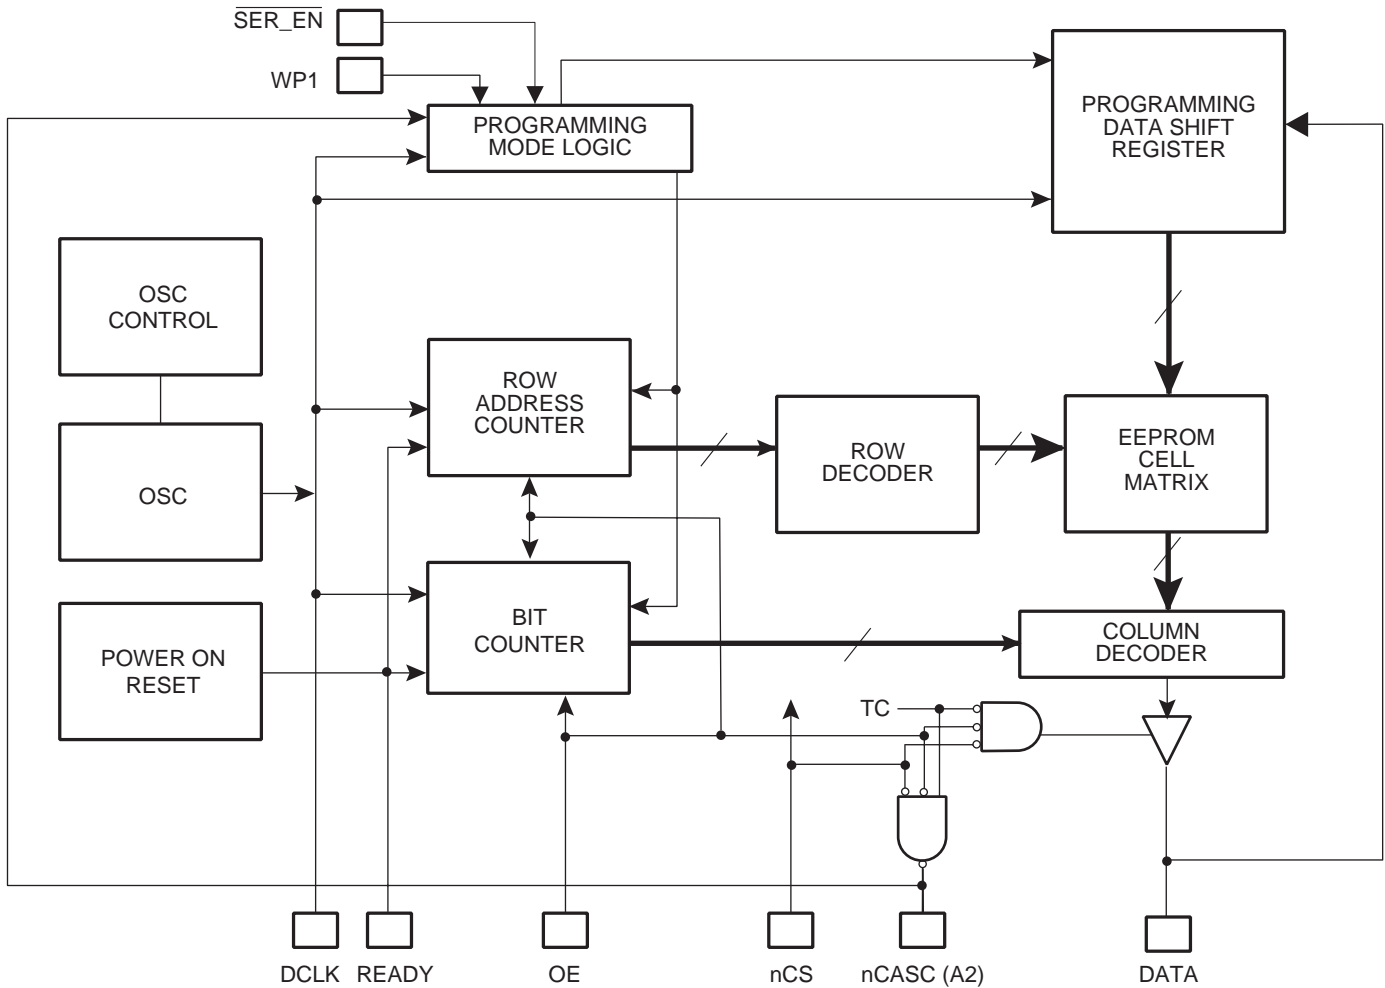 SER_EN
WP1
PROGRAMMING
MODE LOGIC
PROGRAMMING
DATA SHIFT
REGISTER
OSC
CONTROL
ROW
ADDRESS
COUNTER
ROW
DECODER
EEPROM
CELL
MATRIX
OSC
BIT
COUNTER
POWER ON
RESET
COLUMN
DECODER
TC
DCLK
READY
OE
nCS
nCASC (A2)
DATA